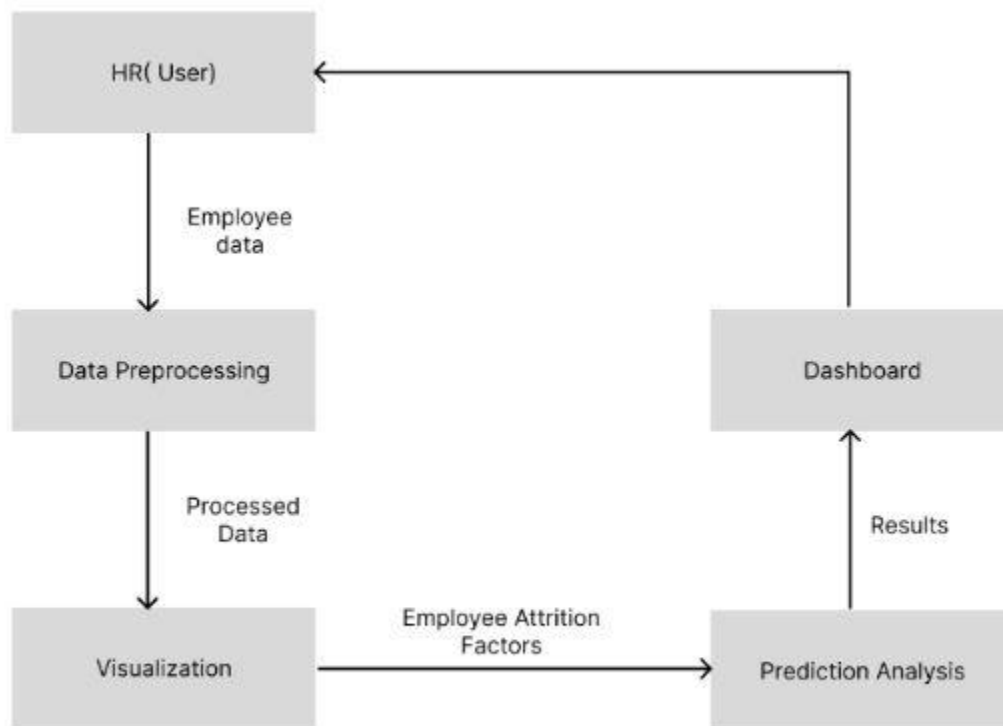 HR( User)
Employee
data
Data Preprocessing
Dashboard
Processed
Data
Results
Employee Attrition
Factors
Visualization
Prediction Analysis